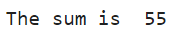 The sum is  55